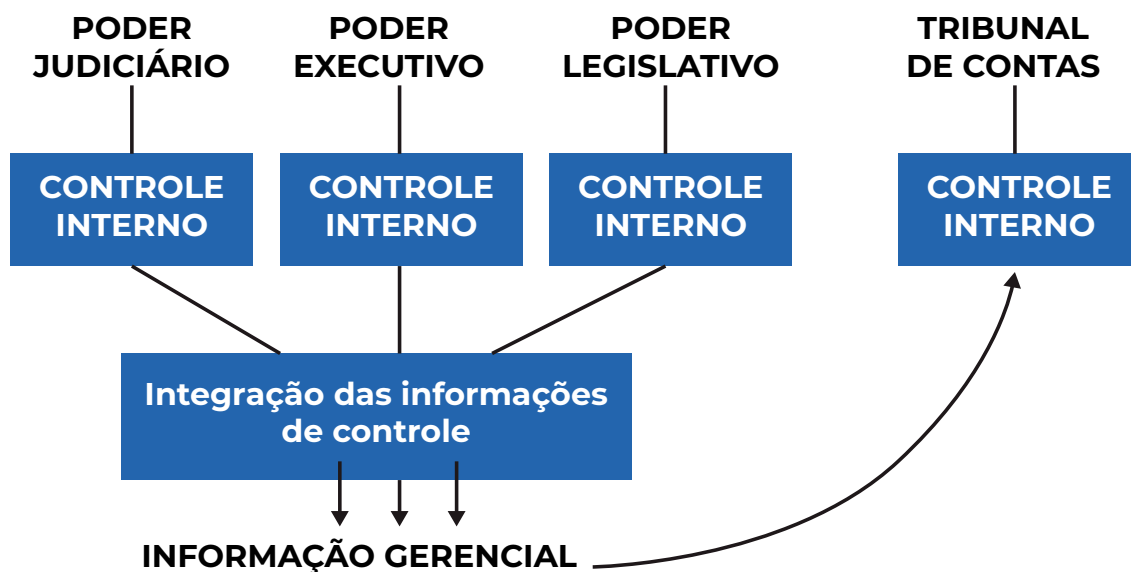 PODER
JUDICIÁRIO
PODER
EXECUTIVO
PODER
LEGISLATIVO
TRIBUNAL
DE CONTAS
CONTROLE
INTERNO
CONTROLE
INTERNO
CONTROLE
INTERNO
CONTROLE
INTERNO
Integração das informações
de controle
INFORMAÇÃO GERENCIAL